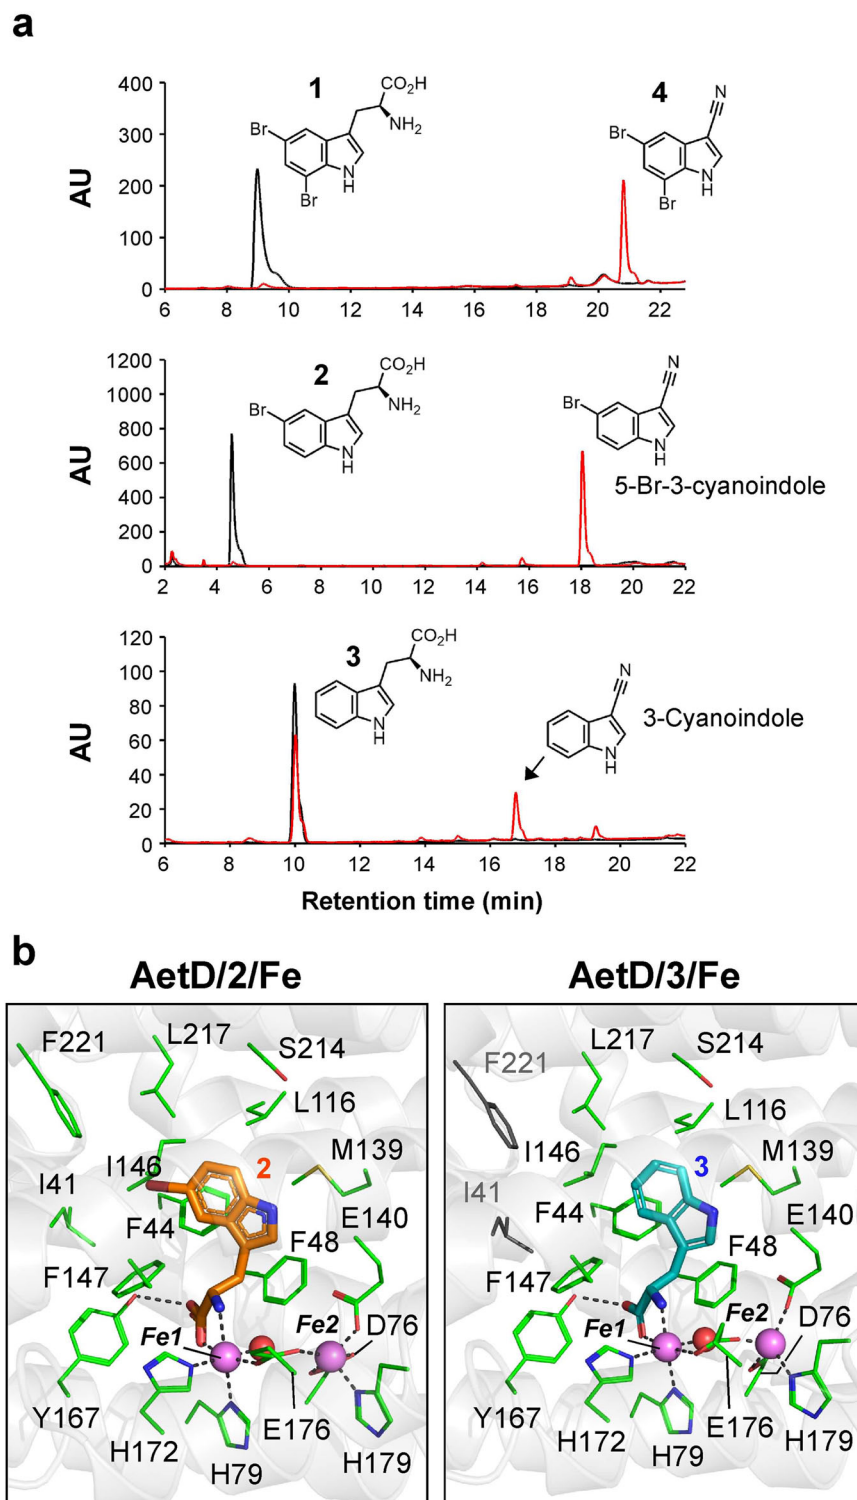 a
1
CO₂H
NH₂
Br
N
H
Br
4
N
Br
N
H
Br
AU
400
300
200
100
0
6 8 10 12 14 16 18 20 22
2
CO₂H
NH₂
Br
N
H
N
Br
N
H
5-Br-3-cyanoindole
AU
1200
1000
800
600
400
200
0
2 4 6 8 10 12 14 16 18 20 22
3
CO₂H
NH₂
N
H
N
N
H
3-Cyanoindole
AU
120
100
80
60
40
20
0
6 8 10 12 14 16 18 20 22
Retention time (min)
b
AetD/2/Fe
F221
L217
S214
L116
I146
2
M139
I41
F44
E140
F48
F147
Fe1
Fe2
D76
Y167
H172
H79
E176
H179
AetD/3/Fe
F221
L217
S214
L116
I146
M139
3
I41
F44
E140
F48
F147
Fe1
Fe2
D76
Y167
H172
H79
E176
H179